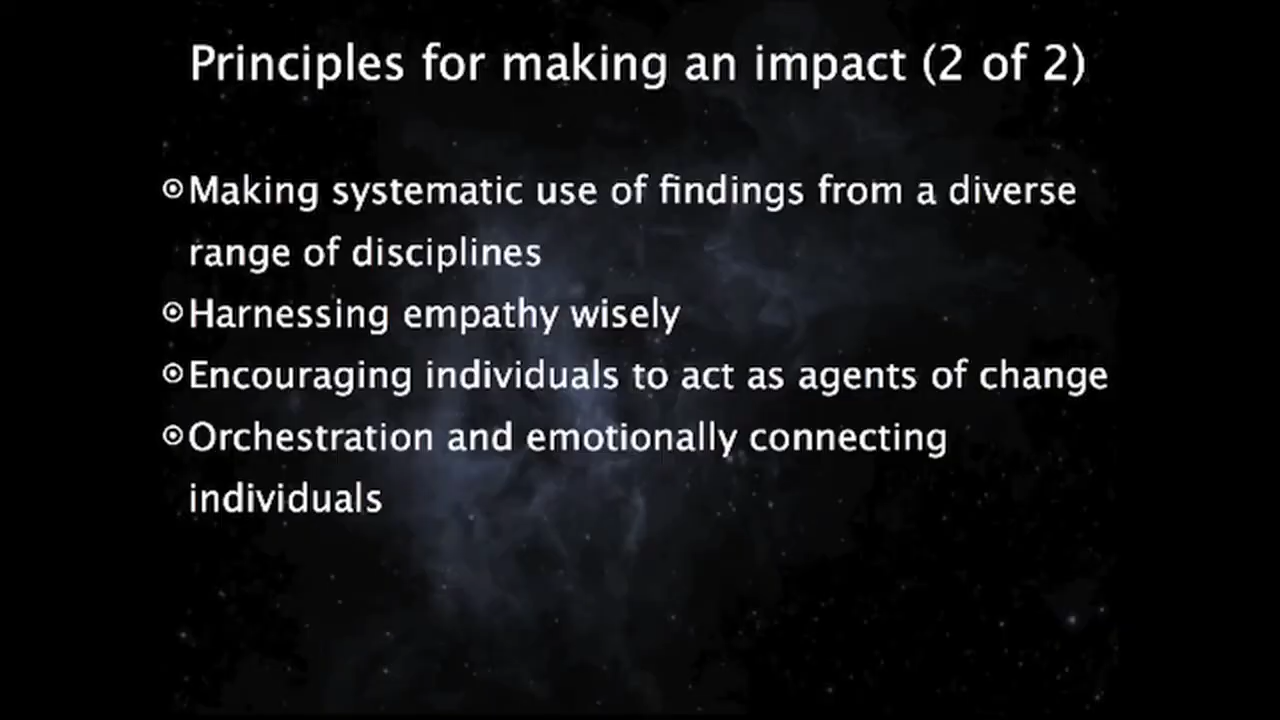 Principles for making an impact (2 of 2)
⊙Making systematic use of findings from a diverse
range of disciplines
⊙Harnessing empathy wisely
⊙Encouraging individuals to act as agents of change
⊙Orchestration and emotionally connecting
individuals